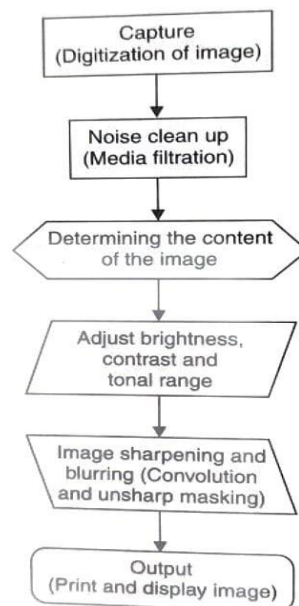 Capture
(Digitization of image)
Noise clean up
(Media filtration)
Determining the content
of the image
Adjust brightness,
contrast and
tonal range
Image sharpening and
blurring (Convolution
and unsharp masking)
Output
(Print and display image)